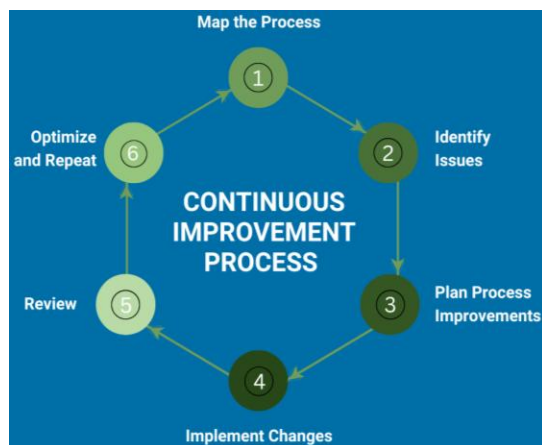 Map the Process
1
2
Identify
Issues
3
Plan Process
Improvements
4
Implement Changes
5
Review
6
Optimize
and Repeat
CONTINUOUS
IMPROVEMENT
PROCESS